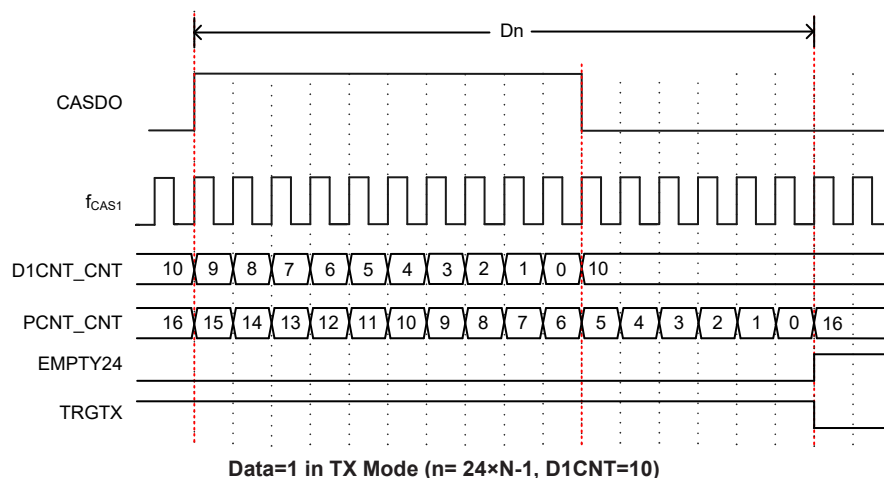 Dn
CASDO
fCAS1
D1CNT_CNT 10 9 8 7 6 5 4 3 2 1 0 10
PCNT_CNT 16 15 14 13 12 11 10 9 8 7 6 5 4 3 2 1 0 16
EMPTY24
TRGTX
Data=1 in TX Mode (n= 24×N-1, D1CNT=10)